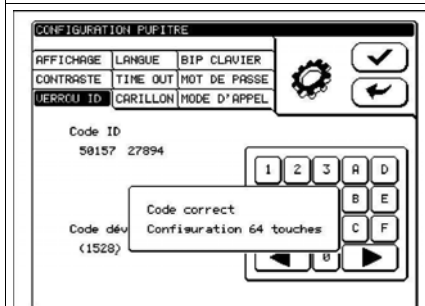 CONFIGURATION PUPITRE
AFFICHAGE LANGUE BIP CLAVIER
CONTRASTE TIME OUT MOT DE PASSE
VERROU ID CARILLON MODE D'APPEL
Code ID
50157 27894
1 2 3 A D
B E
Code correct
Configuration 64 touches
Code dév
C F
(1528)
0